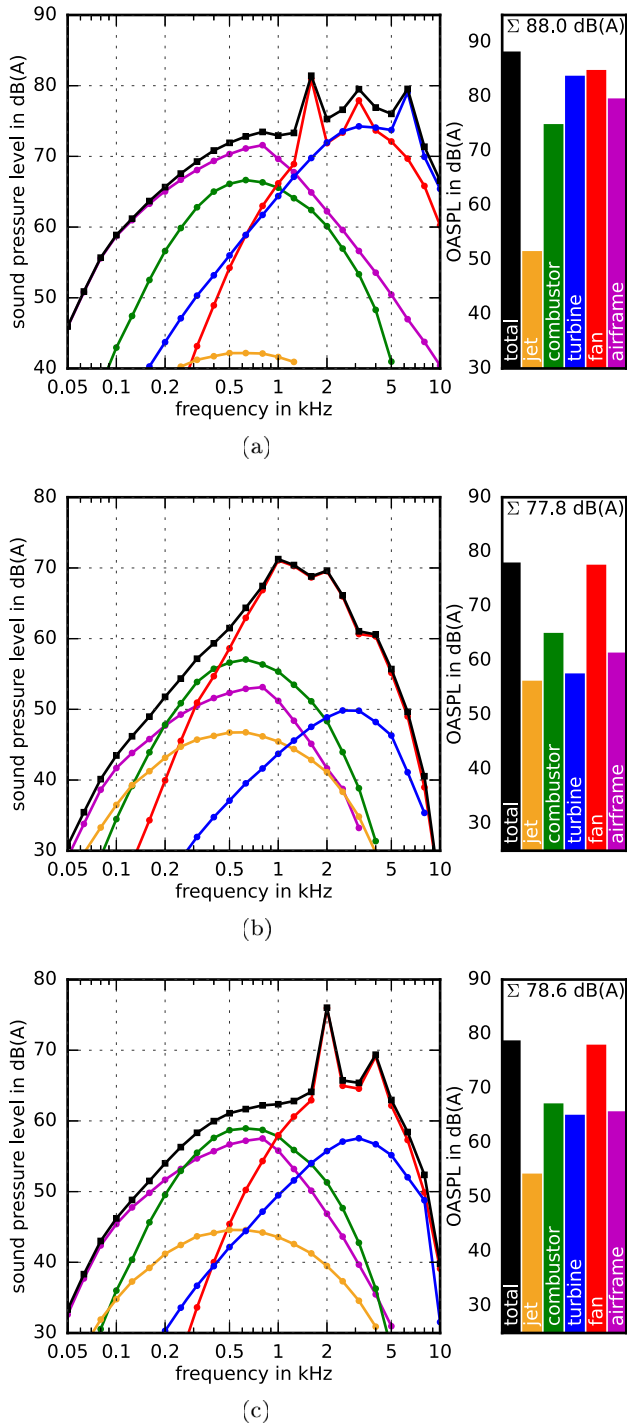 85
80
70
60
50
40
sound pressure level in dB(A)
0.05 0.1 0.2 0.5 1 2 5 10
frequency in kHz
95
90
80
70
60
50
40
30
OASPL in dB(A)
Σ 88.0 dB(A)
total
jet
combustor
turbine
fan
airframe
(a)
80
70
60
50
40
30
sound pressure level in dB(A)
0.05 0.1 0.2 0.5 1 2 5 10
frequency in kHz
90
80
70
60
50
40
30
OASPL in dB(A)
Σ 77.8 dB(A)
total
jet
combustor
turbine
fan
airframe
(b)
80
70
60
50
40
30
sound pressure level in dB(A)
0.05 0.1 0.2 0.5 1 2 5 10
frequency in kHz
90
80
70
60
50
40
30
OASPL in dB(A)
Σ 78.6 dB(A)
total
jet
combustor
turbine
fan
airframe
(c)